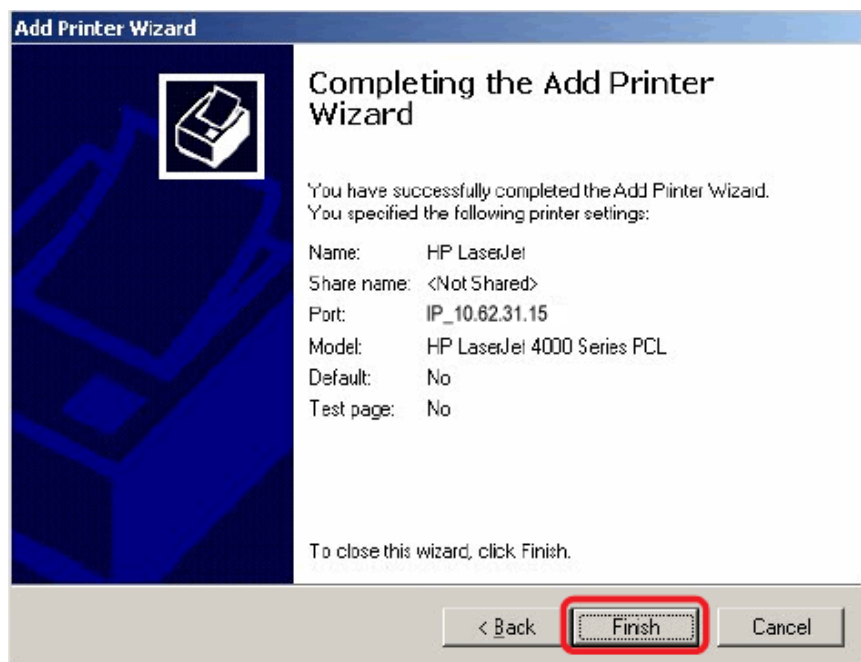 Add Printer Wizard
Completing the Add Printer
Wizard
You have successfully completed the Add Printer Wizard.
You specified the following printer settings:
Name: HP LaserJet
Share name: <Not Shared>
Port: IP_10.62.31.15
Model: HP LaserJet 4000 Series PCL
Default: No
Test page: No
To close this wizard, click Finish.
< Back Finish Cancel